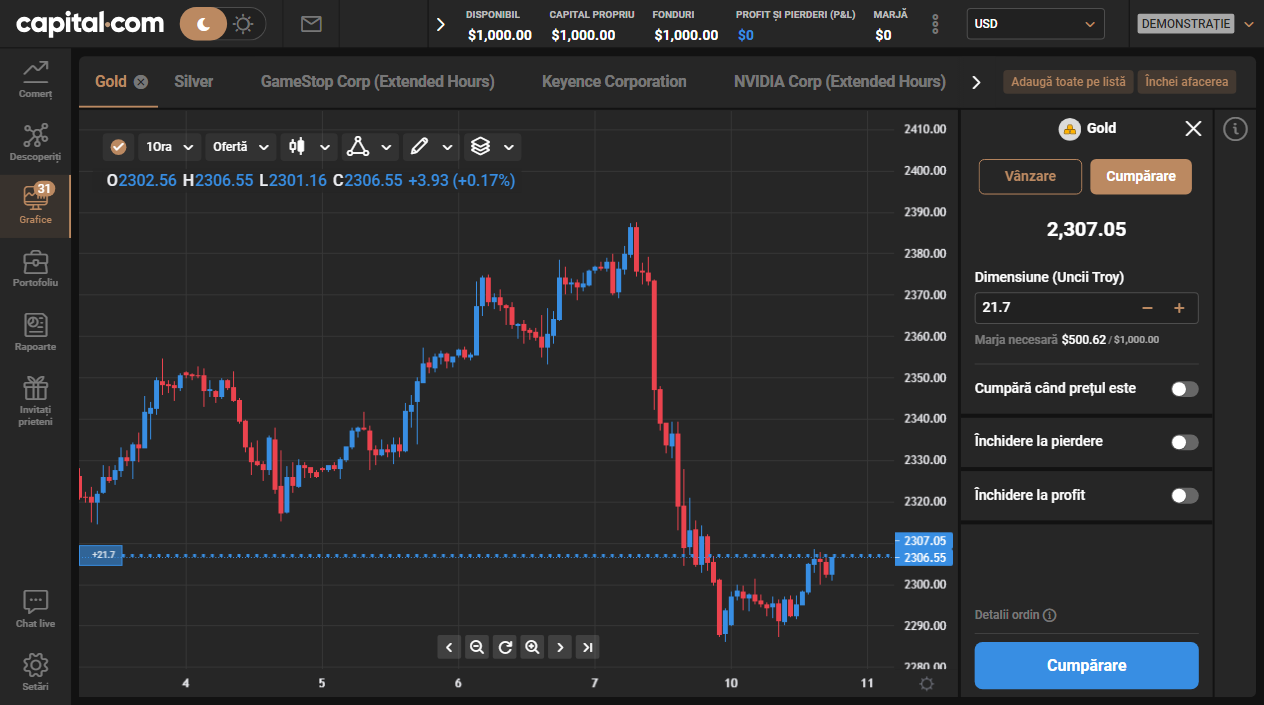 capital.com
DISPONIBIL
CAPITAL PROPRIU
FONDURI
PROFIT ȘI PIERDERI (P&L)
MARJĂ
$1,000.00
$1,000.00
$1,000.00
$0
$0
USD
DEMONSTRAȚIE
Comerț
Descoperiți
31
Grafice
Portofoliu
Rapoarte
Invitați
prieteni
Chat live
Setări
Gold
Silver
GameStop Corp (Extended Hours)
Keyence Corporation
NVIDIA Corp (Extended Hours)
Adaugă toate pe listă
Închei afacerea
1Ora
Ofertă
O2302.56 H2306.55 L2301.16 C2306.55 +3.93 (+0.17%)
2410.00
2400.00
2390.00
2380.00
2370.00
2360.00
2350.00
2340.00
2330.00
2320.00
2307.05
2306.55
2300.00
2290.00
2280.00
+21.7
4
5
6
7
10
11
Gold
Vânzare
Cumpărare
2,307.05
Dimensiune (Uncii Troy)
21.7
Marja necesară $500.62 / $1,000.00
Cumpără când prețul este
Închidere la pierdere
Închidere la profit
Detalii ordin
Cumpărare